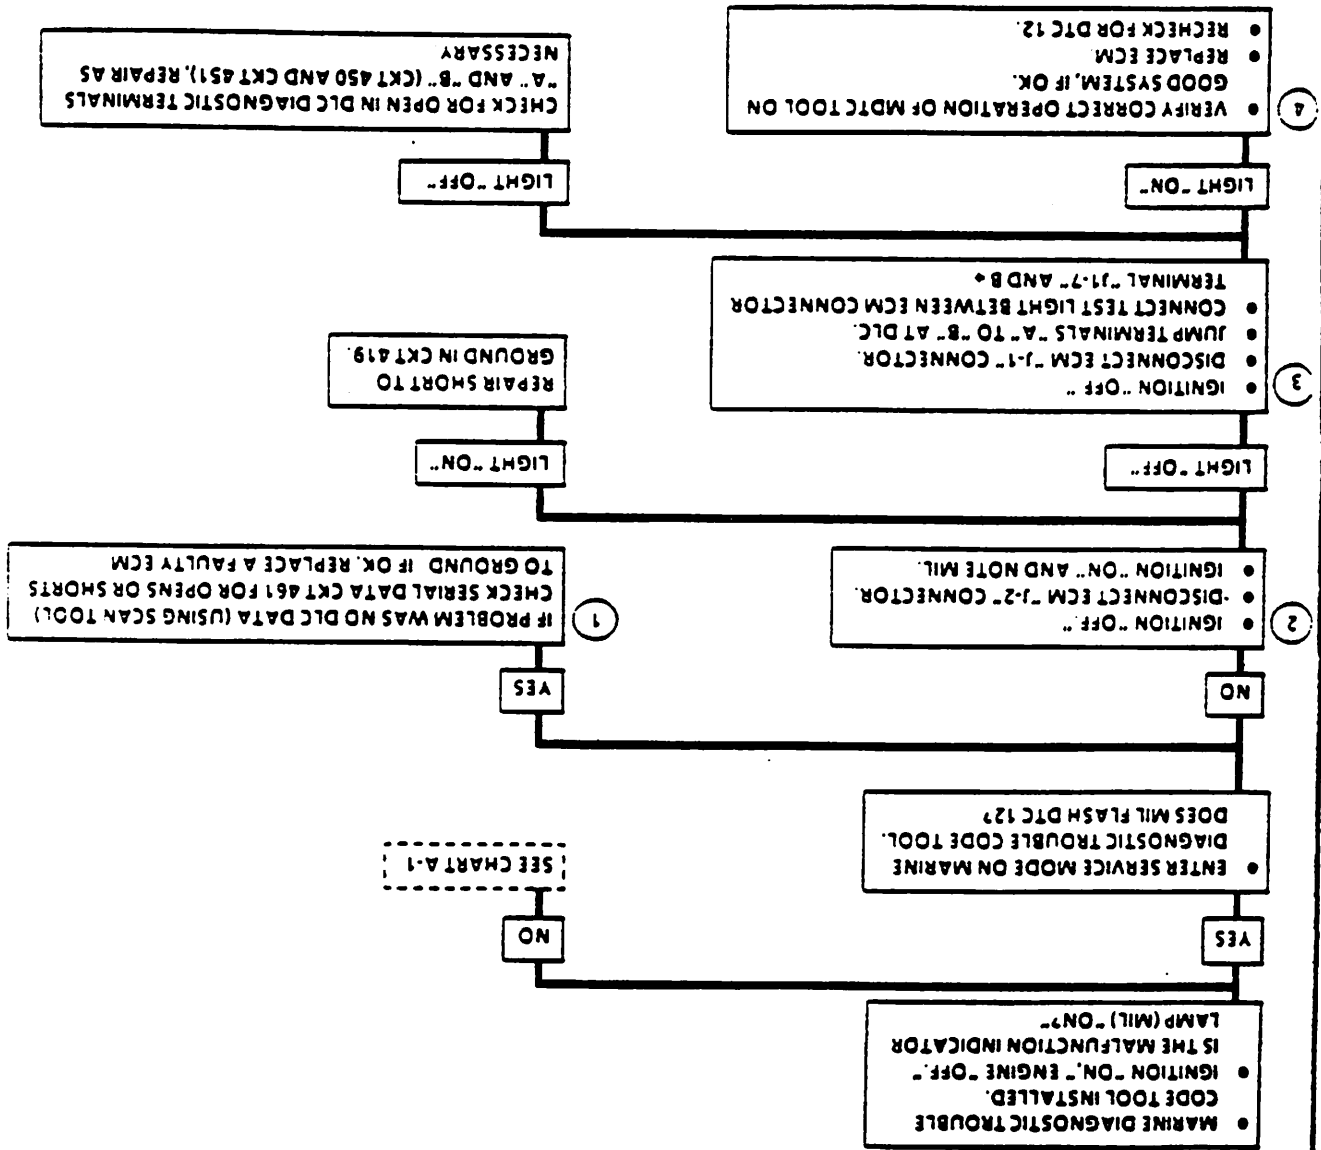 • MARINE DIAGNOSTIC TROUBLE
CODE TOOL INSTALLED.
• IGNITION "ON", ENGINE "OFF."
IS THE MALFUNCTION INDICATOR
LAMP (MIL) "ON?"
YES
NO
• ENTER SERVICE MODE ON MARINE
DIAGNOSTIC TROUBLE CODE TOOL.
DOES MIL FLASH DTC 12?
SEE CHART A-1
NO
YES
2
• IGNITION "OFF."
• DISCONNECT ECM "J-2" CONNECTOR.
• IGNITION "ON" AND NOTE MIL.
1
IF PROBLEM WAS NO DLC DATA (USING SCAN TOOL)
CHECK SERIAL DATA CKT 461 FOR OPENS OR SHORTS
TO GROUND IF OK, REPLACE A FAULTY ECM
LIGHT "OFF"
LIGHT "ON"
3
• IGNITION "OFF"
• DISCONNECT ECM "J-1" CONNECTOR.
• JUMP TERMINALS "A" TO "B" AT DLC.
• CONNECT TEST LIGHT BETWEEN ECM CONNECTOR
TERMINAL "J1-7" AND B+
REPAIR SHORT TO
GROUND IN CKT 419.
LIGHT "ON"
LIGHT "OFF"
4
• VERIFY CORRECT OPERATION OF MDTC TOOL ON
GOOD SYSTEM, IF OK.
• REPLACE ECM
• RECHECK FOR DTC 12.
CHECK FOR OPEN IN DLC DIAGNOSTIC TERMINALS
"A" AND "B" (CKT 450 AND CKT 451), REPAIR AS
NECESSARY